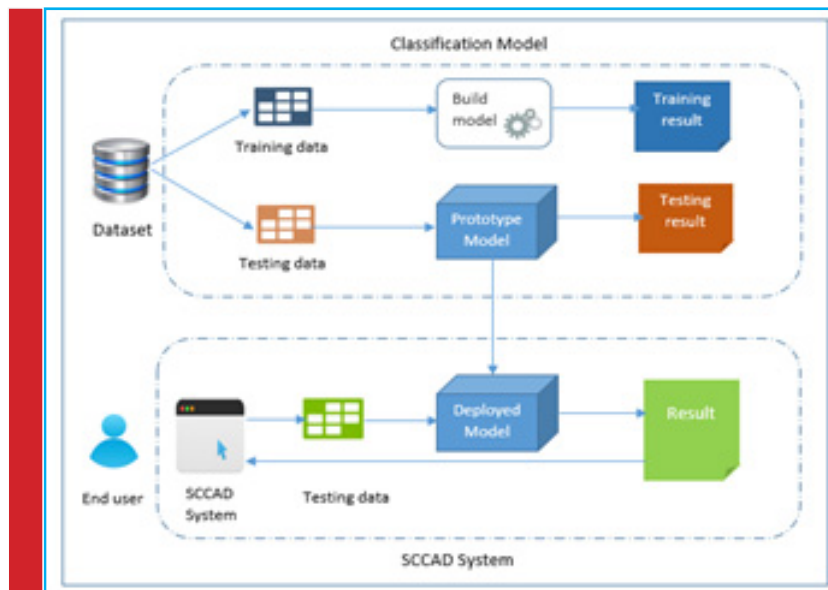 Classification Model
Build
model
Training
result
Training data
Dataset
Prototype
Model
Testing
result
Testing data
Deployed
Model
Result
End user
SCCAD
System
Testing data
SCCAD System